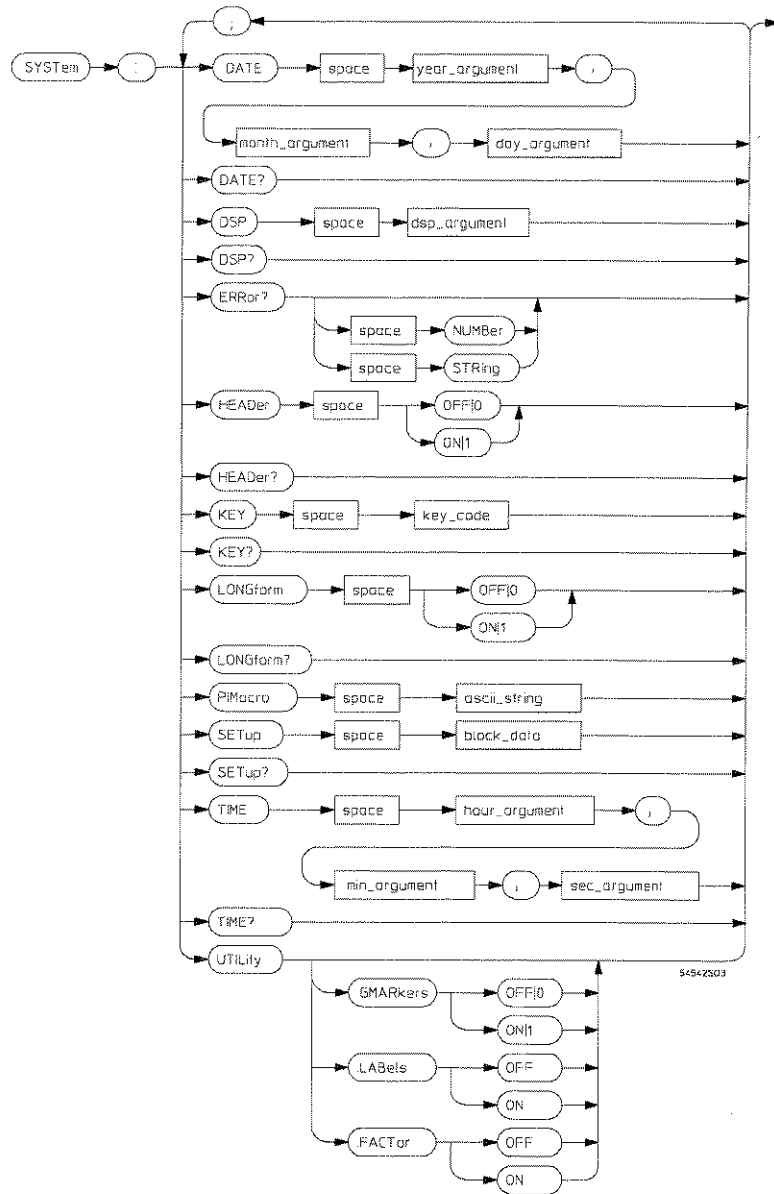 ;
SYSTem : DATE space year_argument ,
month_argument , day_argument
DATE?
DSP space dsp_argument
DSP?
ERRor?
space NUMBer
space STRing
HEADer space OFF|0
ON|1
HEADer?
KEY space key_code
KEY?
LONGform space OFF|0
ON|1
LONGform?
PIMacro space ascii_string
SETup space block_data
SETup?
TIME space hour_argument ,
min_argument , sec_argument
TIME?
UTILity
54542S03
GMARkers OFF|0
ON|1
.LABels OFF
ON
.FACTor OFF
ON